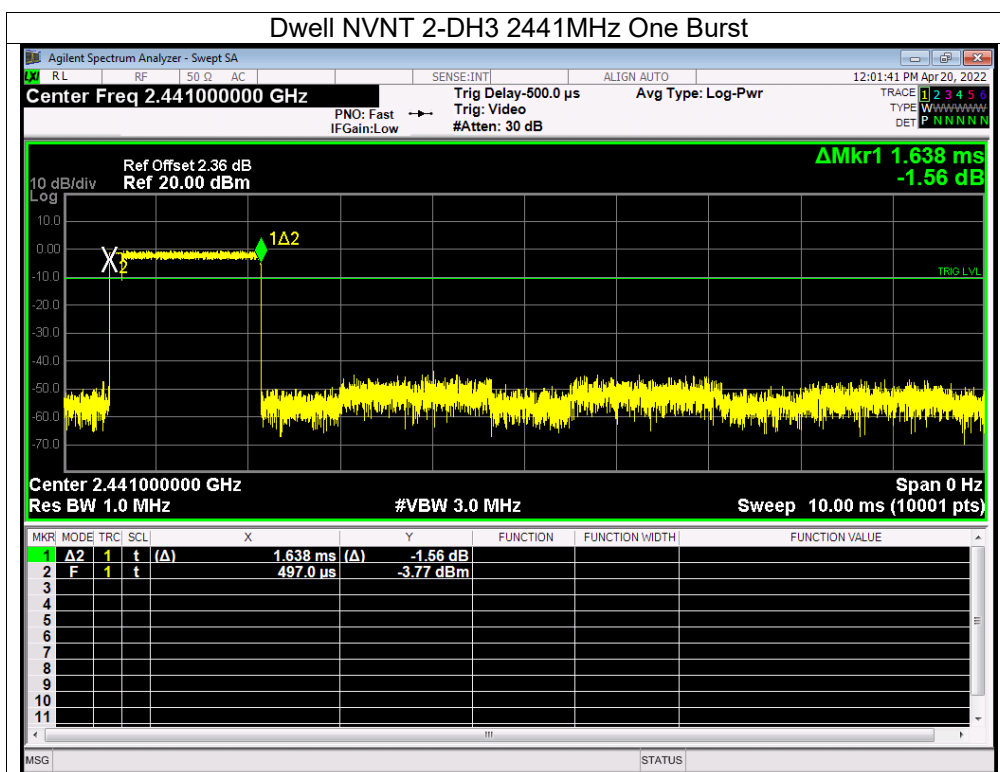 Dwell NVNT 2-DH3 2441MHz One Burst
Agilent Spectrum Analyzer - Swept SA
LXI RL RF 50 Ω AC SENSE:INT ALIGN AUTO 12:01:41 PM Apr 20, 2022
Center Freq 2.441000000 GHz Trig Delay-500.0 µs Avg Type: Log-Pwr TRACE 1 2 3 4 5 6
PNO: Fast Trig: Video TYPE WWWWWW
IFGain:Low #Atten: 30 dB DET P N N N N N
ΔMkr1 1.638 ms
-1.56 dB
Ref Offset 2.36 dB
10 dB/div Ref 20.00 dBm
Log
10.0
0.00
-10.0
-20.0
-30.0
-40.0
-50.0
-60.0
-70.0
1Δ2
2
TRIG LVL
Center 2.441000000 GHz Span 0 Hz
Res BW 1.0 MHz #VBW 3.0 MHz Sweep 10.00 ms (10001 pts)
MKR MODE TRC SCL X Y FUNCTION FUNCTION WIDTH FUNCTION VALUE
1 Δ2 1 t (Δ) 1.638 ms (Δ) -1.56 dB
2 F 1 t 497.0 µs -3.77 dBm
3
4
5
6
7
8
9
10
11
MSG STATUS